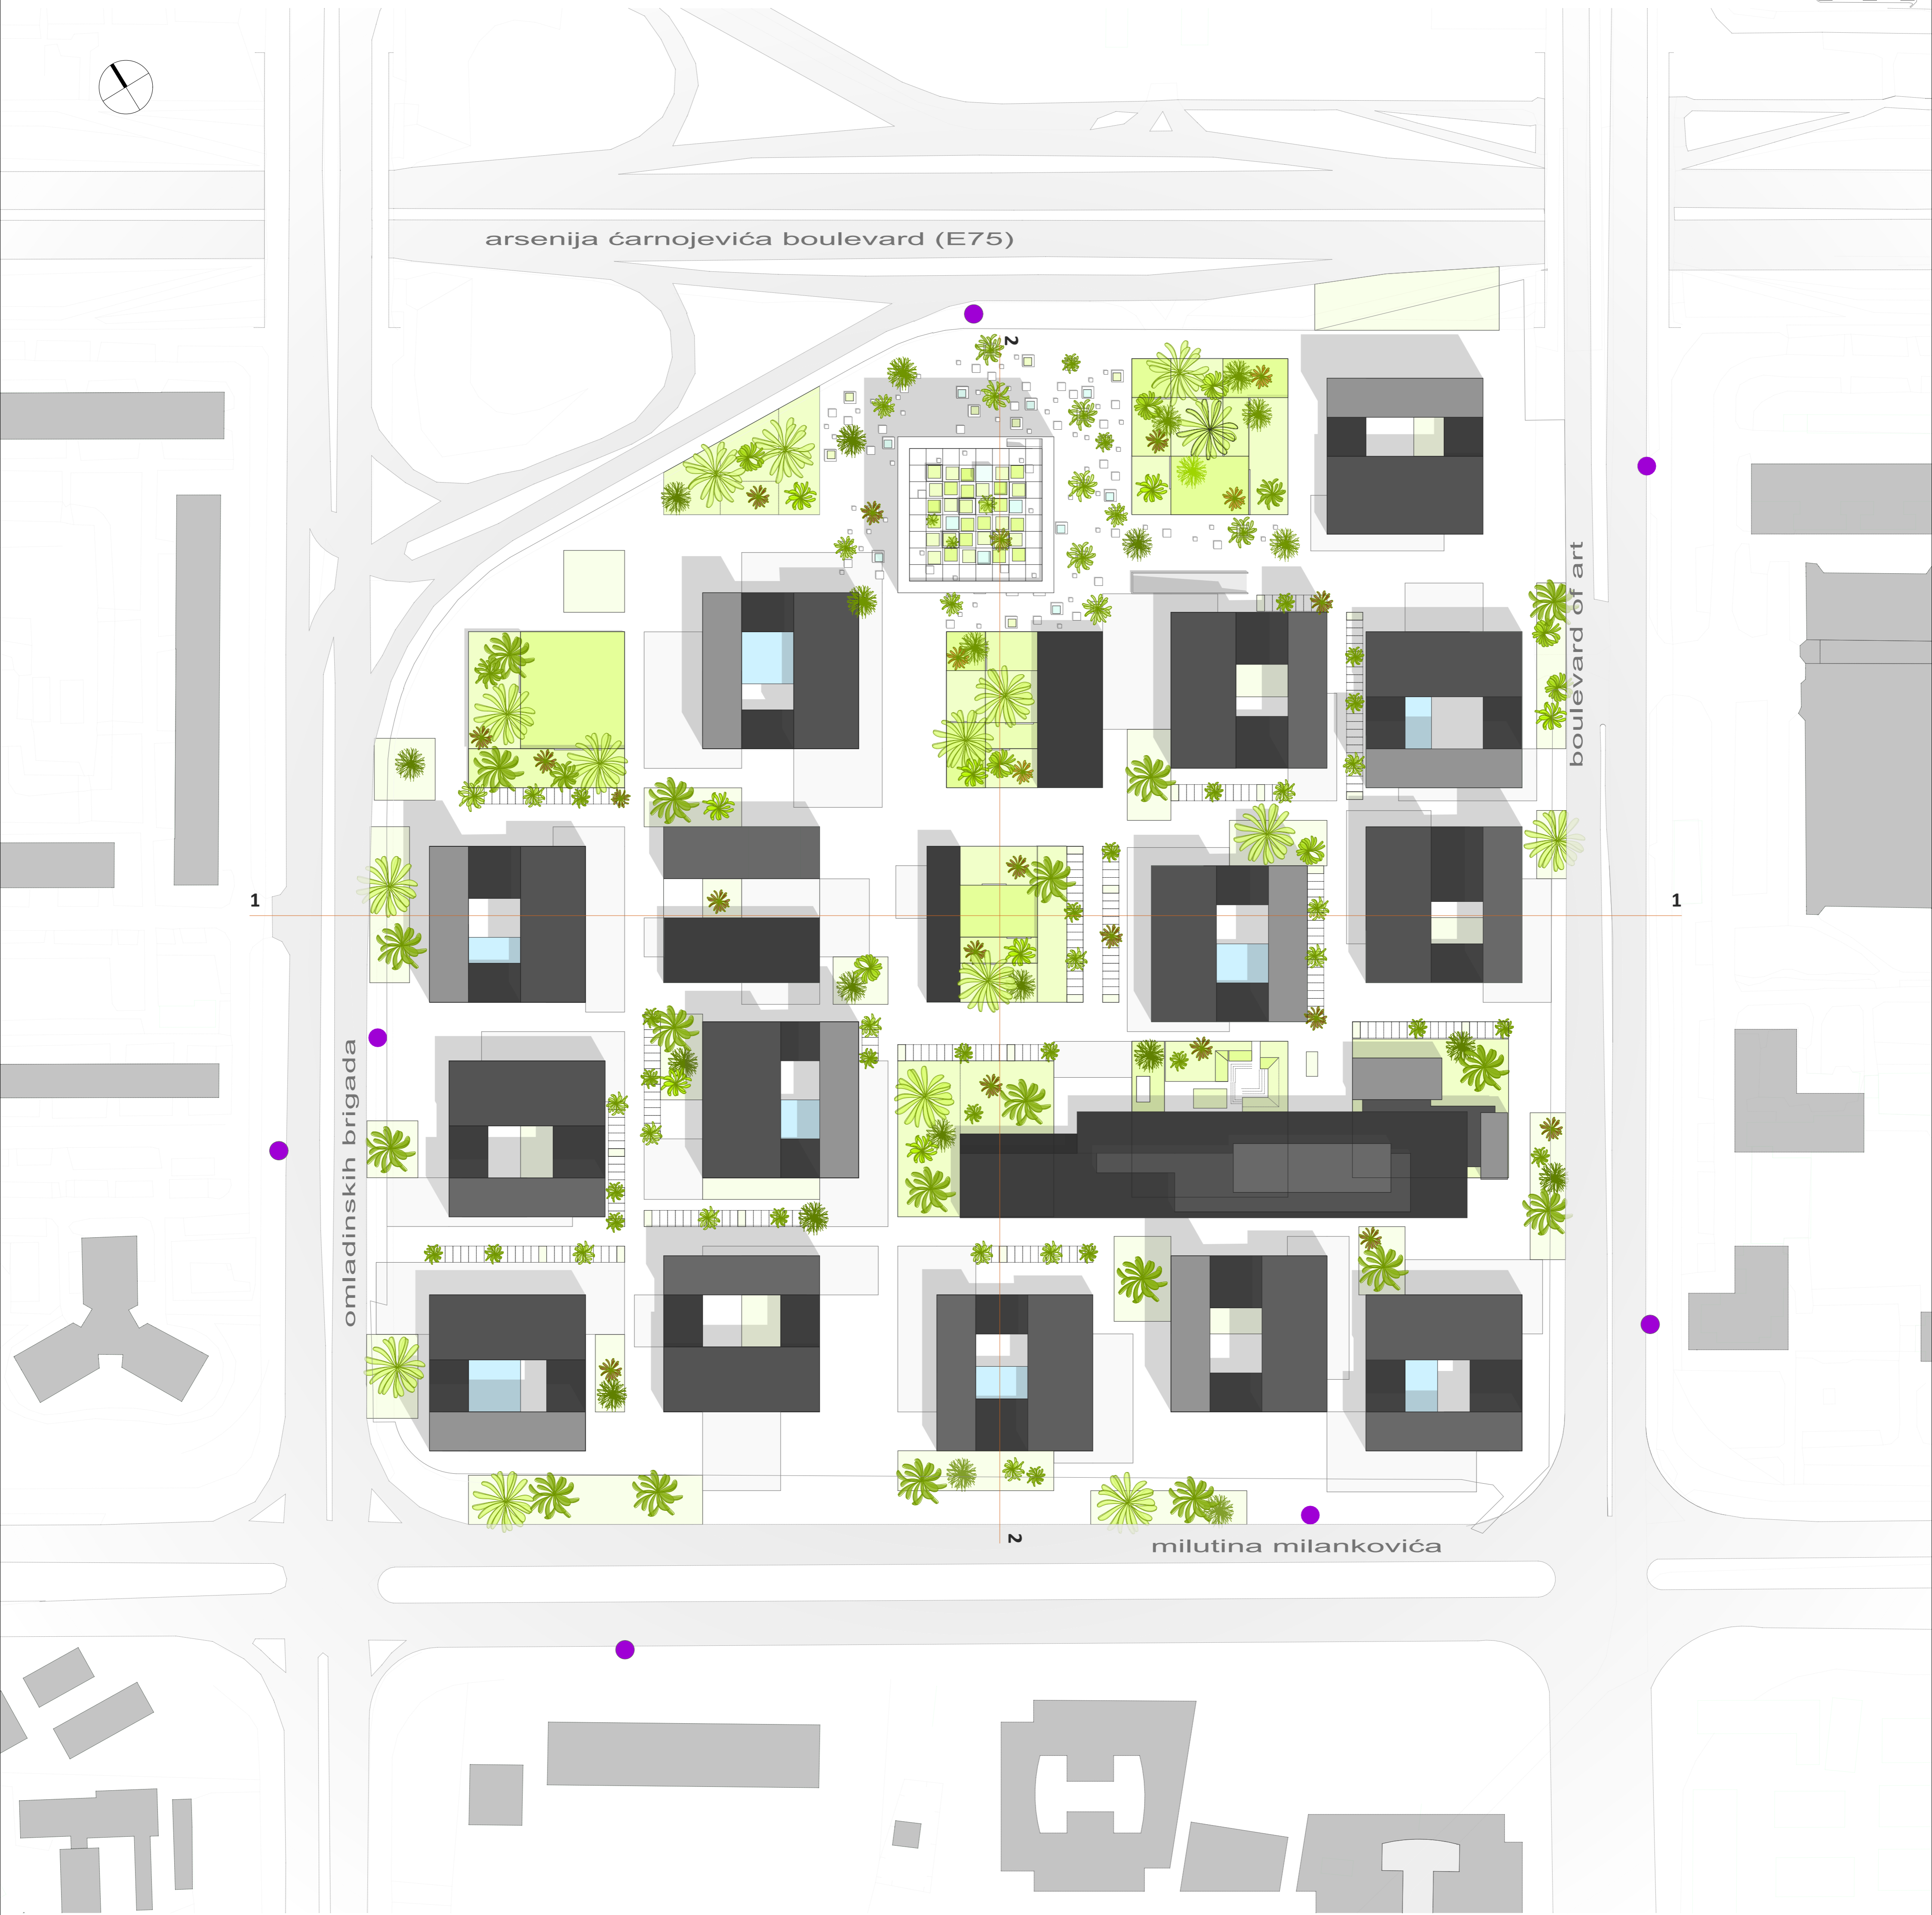 arsenija ćarnojevića boulevard (E75)
2
boulevard of art
1
1
omladinskih brigada
2
milutina milankovića